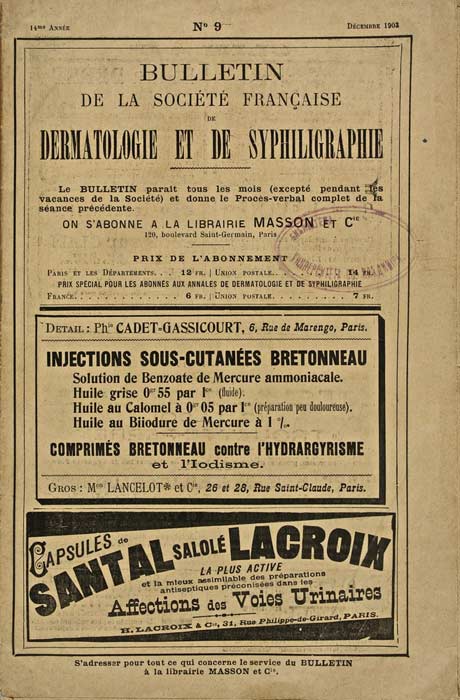 14me ANNÉE
No 9
DÉCEMBRE 1903
BULLETIN
DE LA SOCIÉTÉ FRANÇAISE
DE
DERMATOLOGIE ET DE SYPHILIGRAPHIE
Le BULLETIN parait tous les mois (excepté pendant les
vacances de la Société) et donne le Procès-verbal complet de la
séance précédente.
ON S'ABONNE A LA LIBRAIRIE MASSON ET Cie
120, boulevard Saint-Germain, Paris
PRIX DE L'ABONNEMENT
PARIS ET LES DÉPARTEMENTS. . . 12 FR. | UNION POSTALE. . . . . . . . 14 FR.
PRIX SPÉCIAL POUR LES ABONNÉS AUX ANNALES DE DERMATOLOGIE ET DE SYPHILIGRAPHIE
FRANCE. . . . . . . . . . . . . 6 FR. | UNION POSTALE. . . . . . . . 7 FR.
DETAIL : Phie CADET-GASSICOURT, 6, Rue de Marengo, Paris.
INJECTIONS SOUS-CUTANÉES BRETONNEAU
Solution de Benzoate de Mercure ammoniacale.
Huile grise 0gr 55 par 1cc (fluide).
Huile au Calomel à 0gr 05 par 1cc (préparation peu douloureuse).
Huile au Biiodure de Mercure à 1 %.
COMPRIMÉS BRETONNEAU contre l'HYDRARGYRISME
et l'Iodisme.
GROS : Mon LANCELOT* et Cie, 26 et 28, Rue Saint-Claude, Paris.
CAPSULES de
SANTAL SALOLÉ LACROIX
LA PLUS ACTIVE
et la mieux assimilable des préparations
antiseptiques préconisées dans les
Affections des Voies Urinaires
H. LACROIX & Cie, 31, Rue Philippe-de-Girard, PARIS.
S'adresser pour tout ce qui concerne le service du BULLETIN
à la librairie MASSON et Cie.